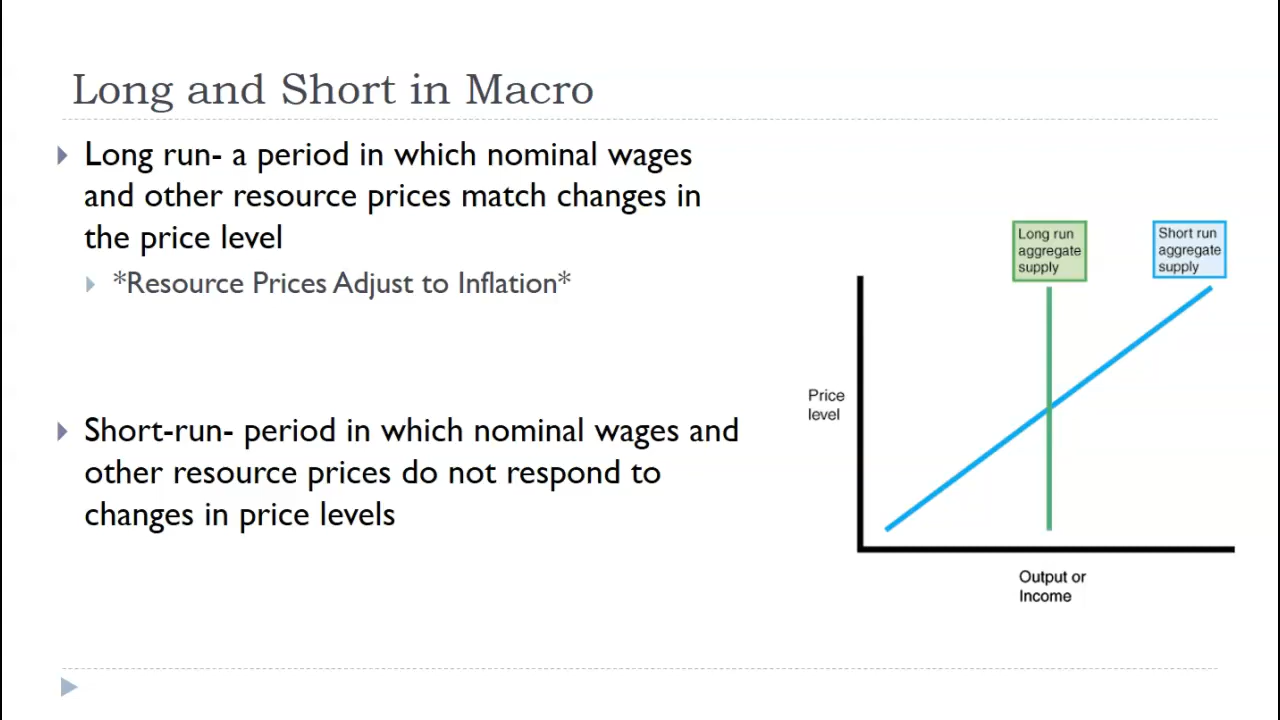 Long and Short in Macro
Long run- a period in which nominal wages
and other resource prices match changes in
the price level
*Resource Prices Adjust to Inflation*
Short-run- period in which nominal wages and
other resource prices do not respond to
changes in price levels
Long run
aggregate
supply
Short run
aggregate
supply
Price
level
Output or
Income